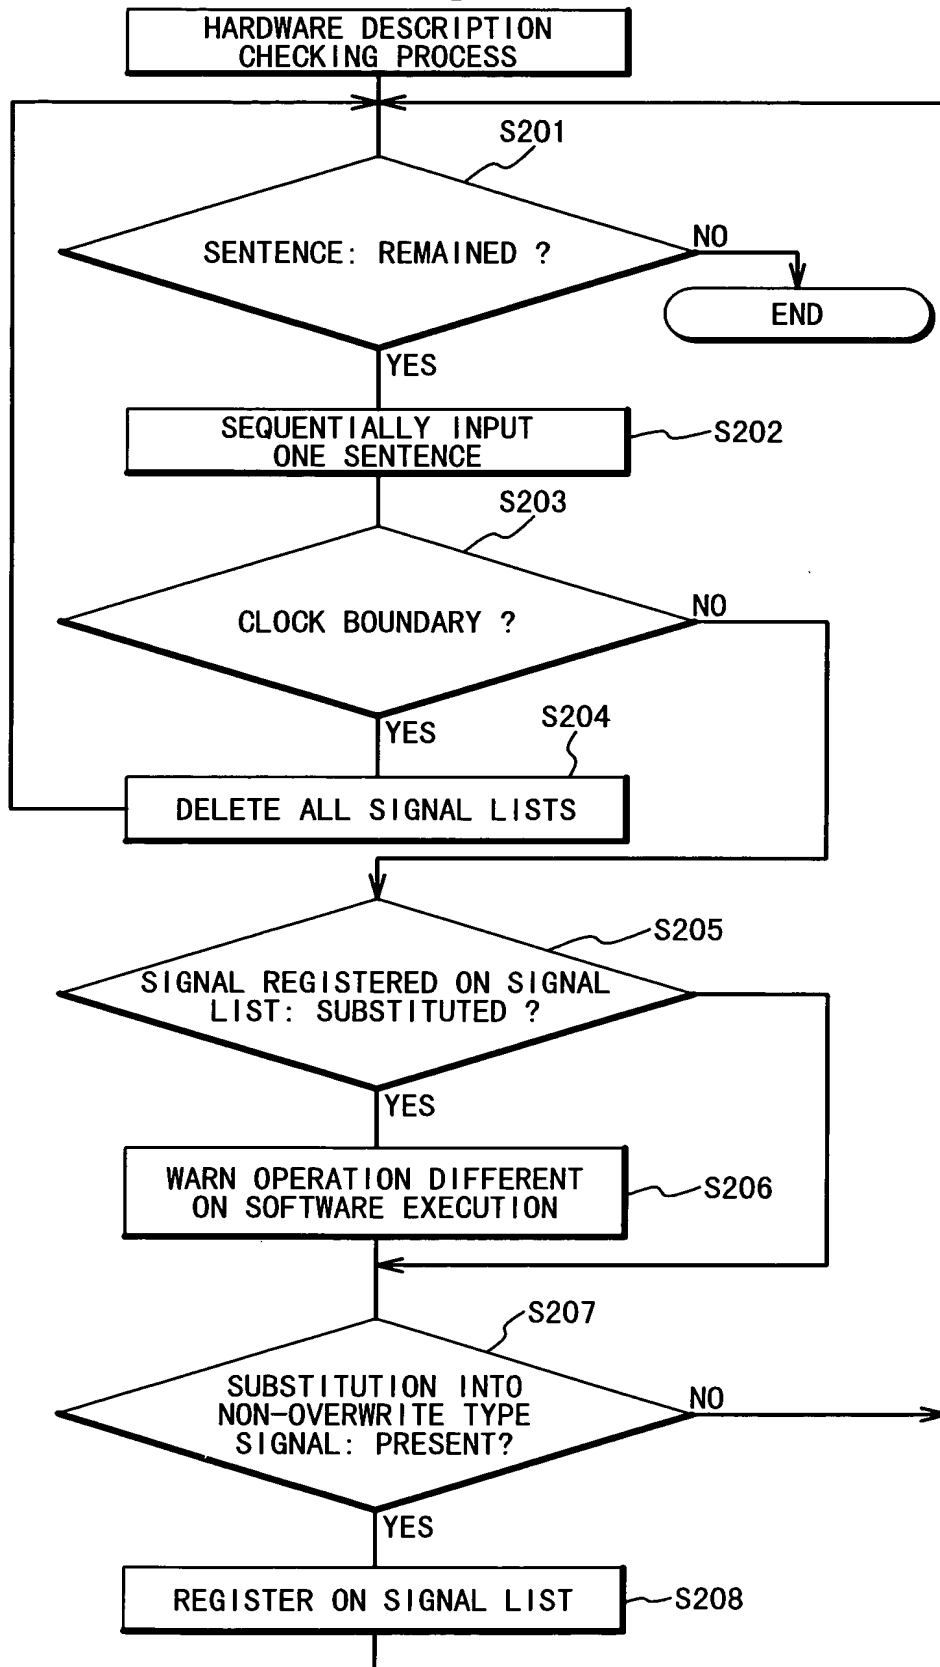 HARDWARE DESCRIPTION
CHECKING PROCESS
S201
SENTENCE: REMAINED ?
NO
END
YES
SEQUENTIALLY INPUT
ONE SENTENCE
S202
S203
CLOCK BOUNDARY ?
NO
YES
S204
DELETE ALL SIGNAL LISTS
S205
SIGNAL REGISTERED ON SIGNAL
LIST: SUBSTITUTED ?
YES
WARN OPERATION DIFFERENT
ON SOFTWARE EXECUTION
S206
S207
SUBSTITUTION INTO
NON-OVERWRITE TYPE
SIGNAL: PRESENT?
NO
YES
REGISTER ON SIGNAL LIST
S208